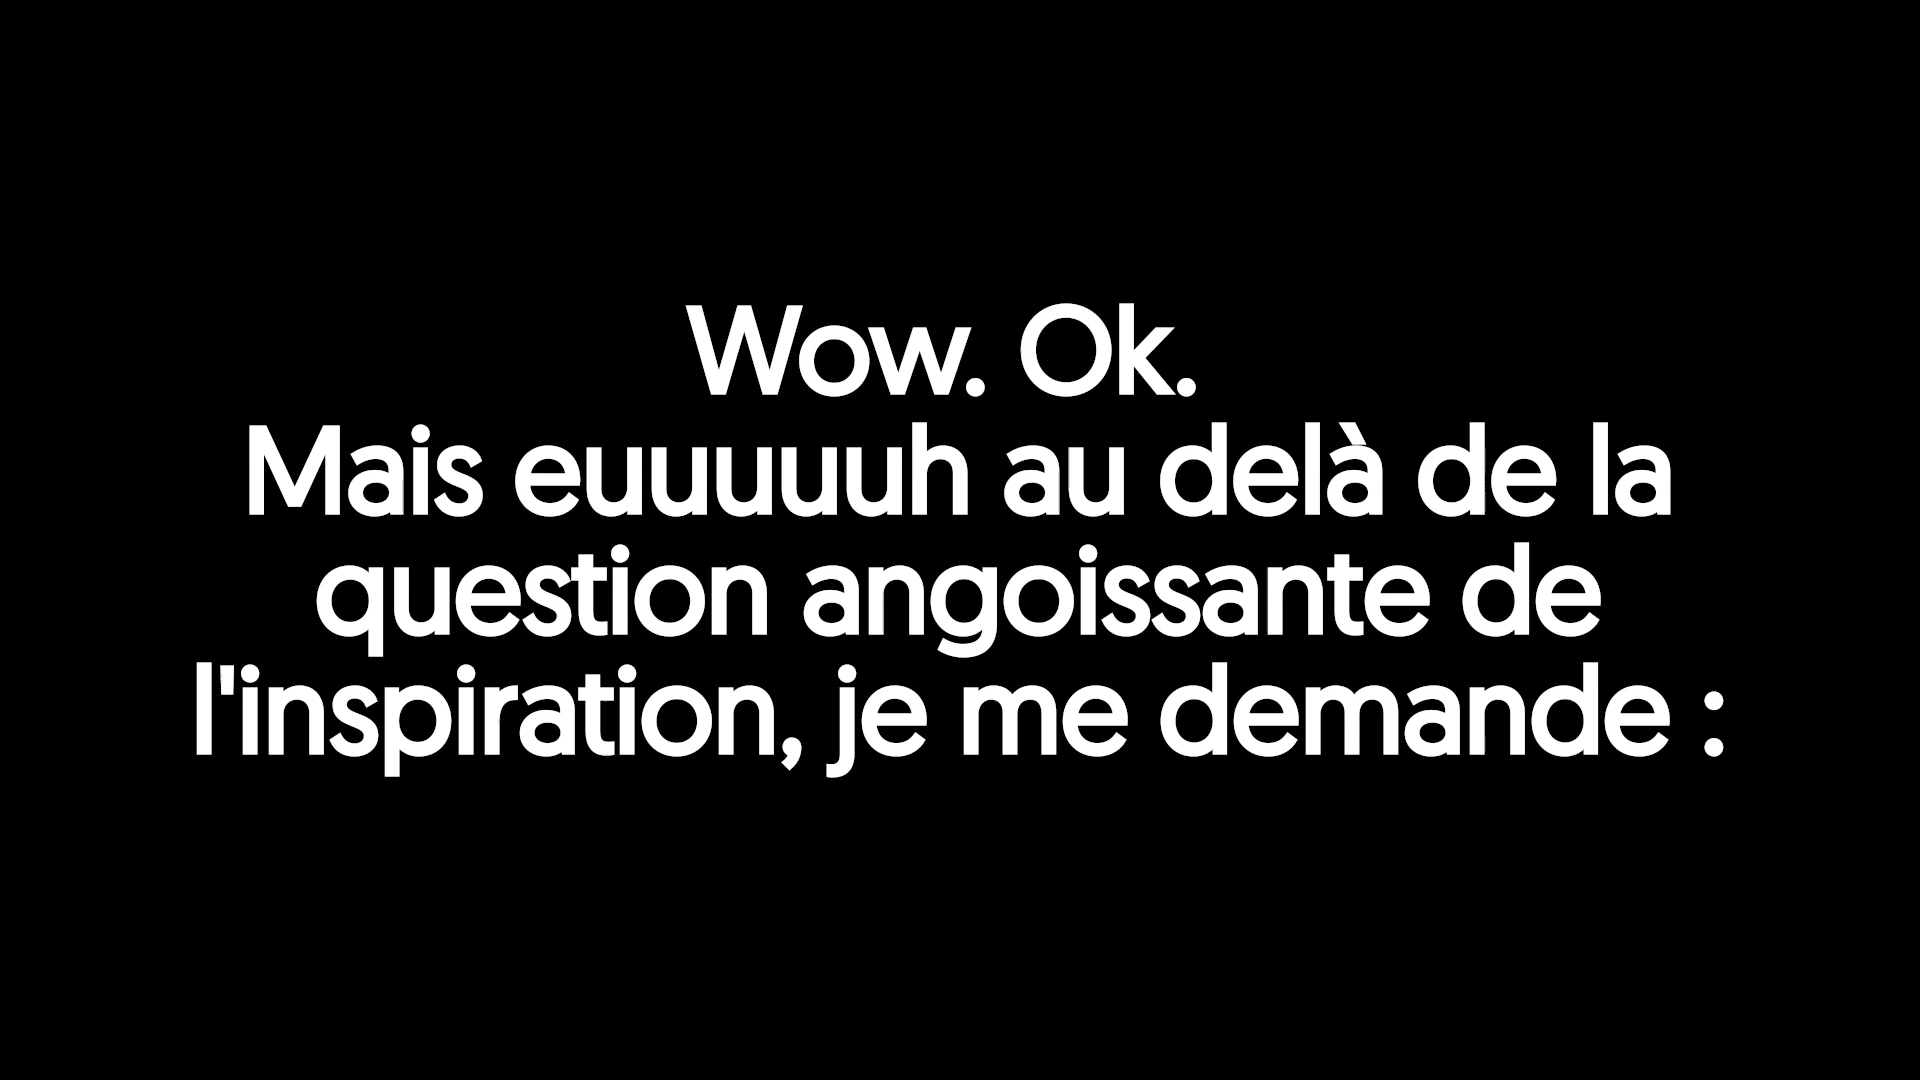 Wow. Ok.
Mais euuuuuh au delà de la
question angoissante de
l'inspiration, je me demande :